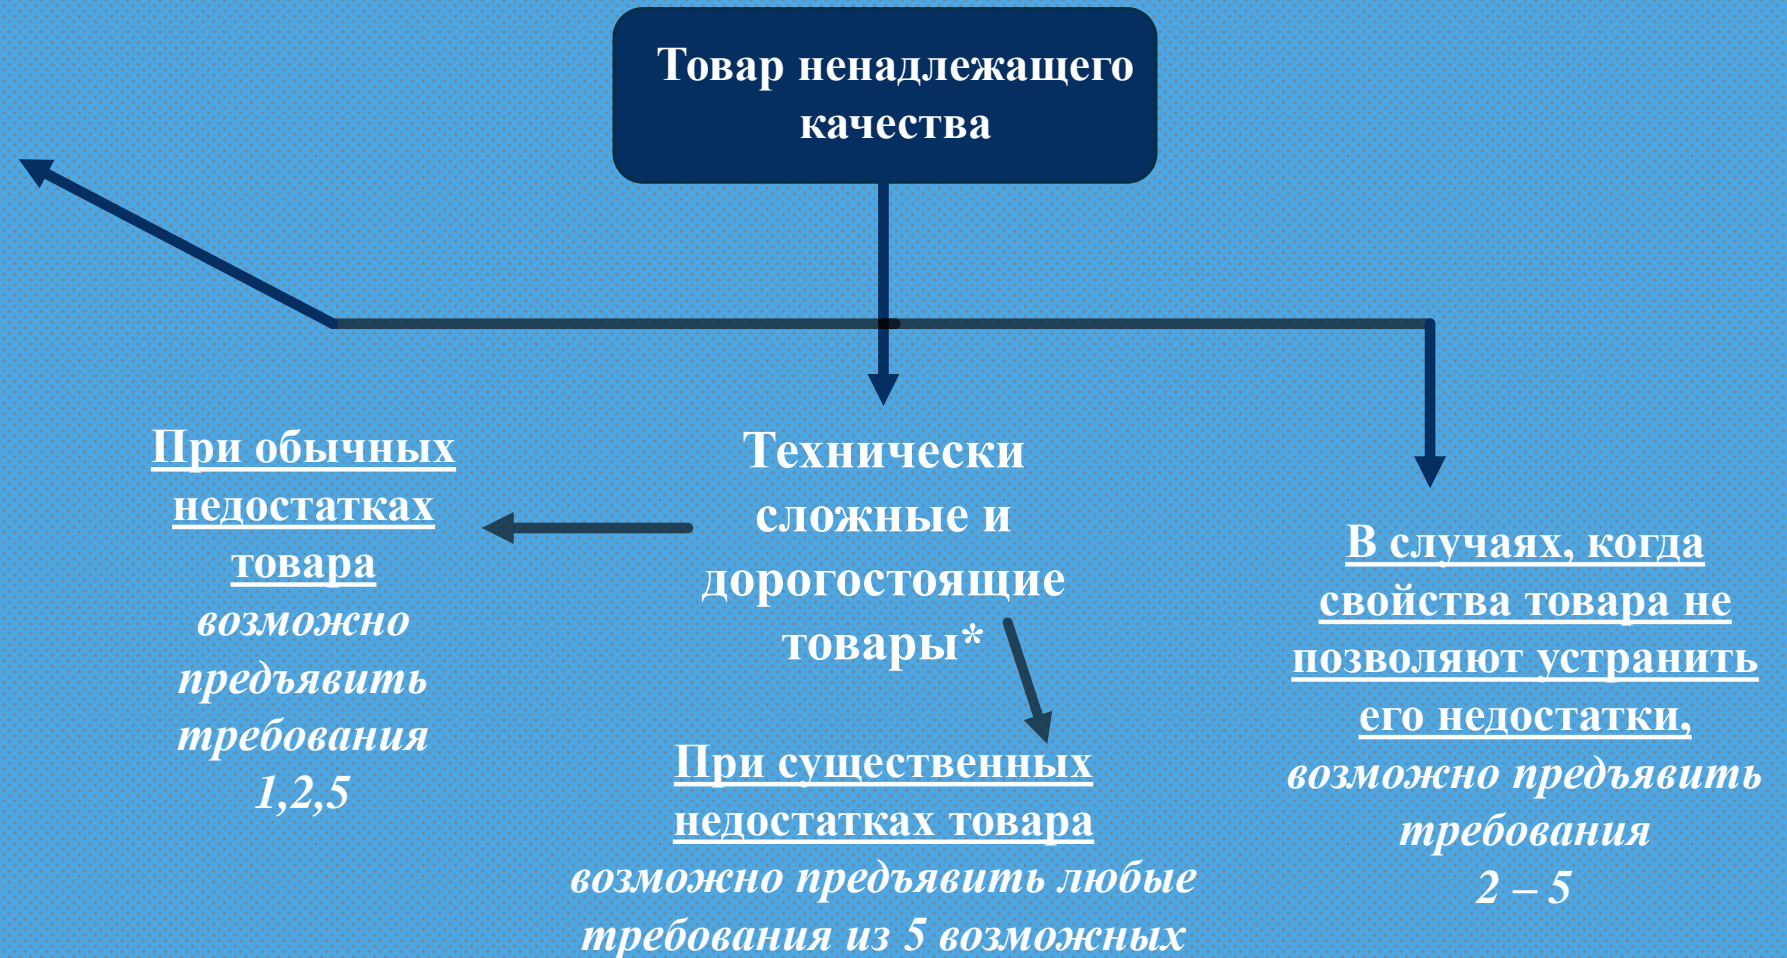 Товар ненадлежащего
качества
При обычных
недостатках
товара
возможно
предъявить
требования
1,2,5
Технически
сложные и
дорогостоящие
товары*
При существенных
недостатках товара
возможно предъявить любые
требования из 5 возможных
В случаях, когда
свойства товара не
позволяют устранить
его недостатки,
возможно предъявить
требования
2 – 5